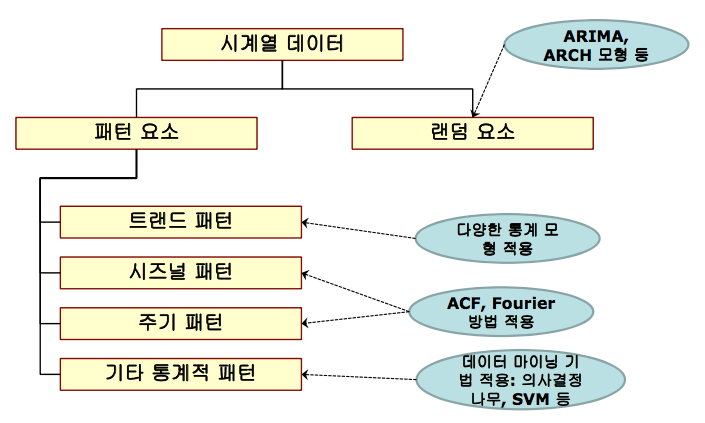 시계열 데이터
ARIMA,
ARCH 모형 등
패턴 요소
랜덤 요소
트랜드 패턴
다양한 통계 모
형 적용
시즈널 패턴
ACF, Fourier
방법 적용
주기 패턴
기타 통계적 패턴
데이터 마이닝 기
법 적용: 의사결정
나무, SVM 등